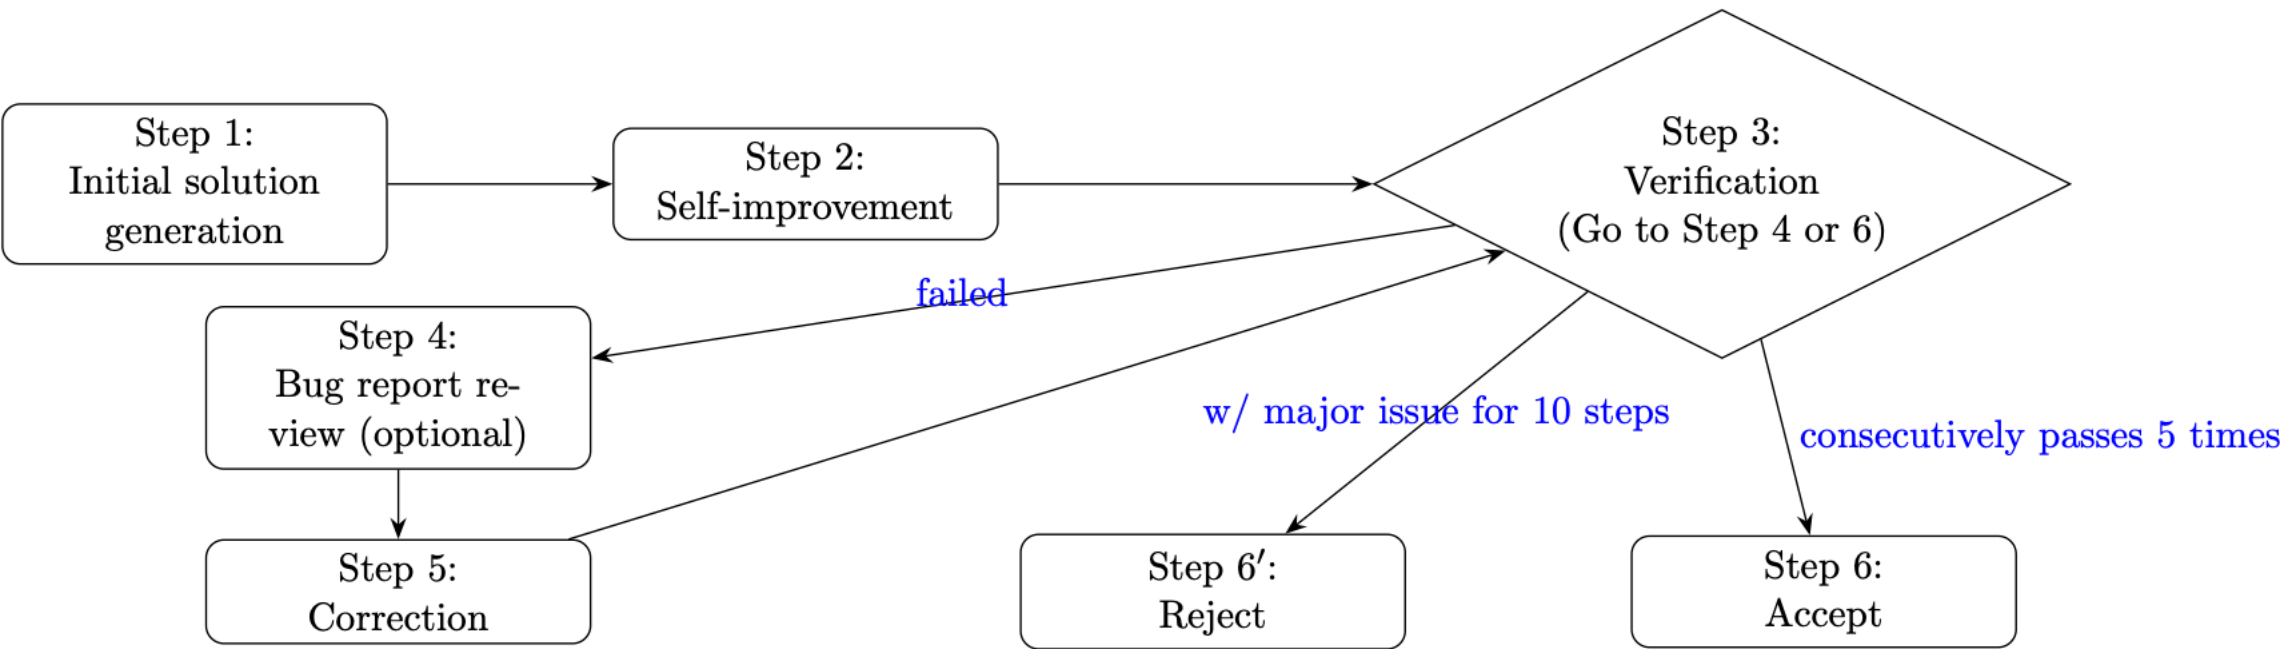 Step 1:
Initial solution
generation
Step 2:
Self-improvement
Step 3:
Verification
(Go to Step 4 or 6)
failed
Step 4:
Bug report re-
view (optional)
w/ major issue for 10 steps
consecutively passes 5 times
Step 5:
Correction
Step 6′:
Reject
Step 6:
Accept